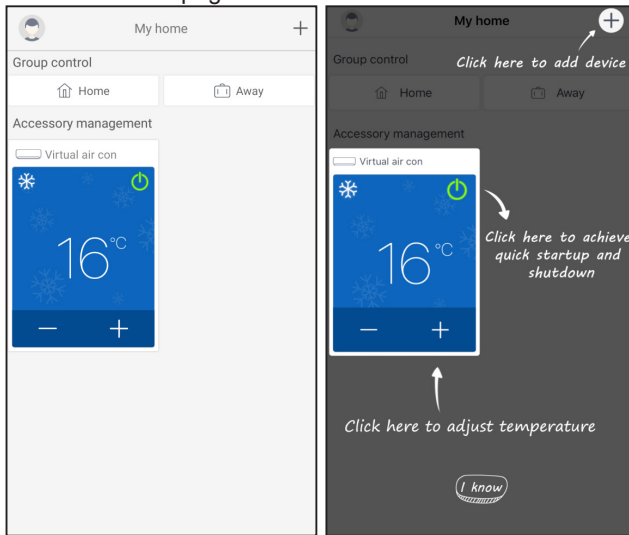 My home
+
Group control
Home
Away
Accessory management
Virtual air con
16°C
− +
My home
+
Click here to add device
Group control
Home
Away
Accessory management
Virtual air con
16°C
Click here to achieve
quick startup and
shutdown
− +
Click here to adjust temperature
I know